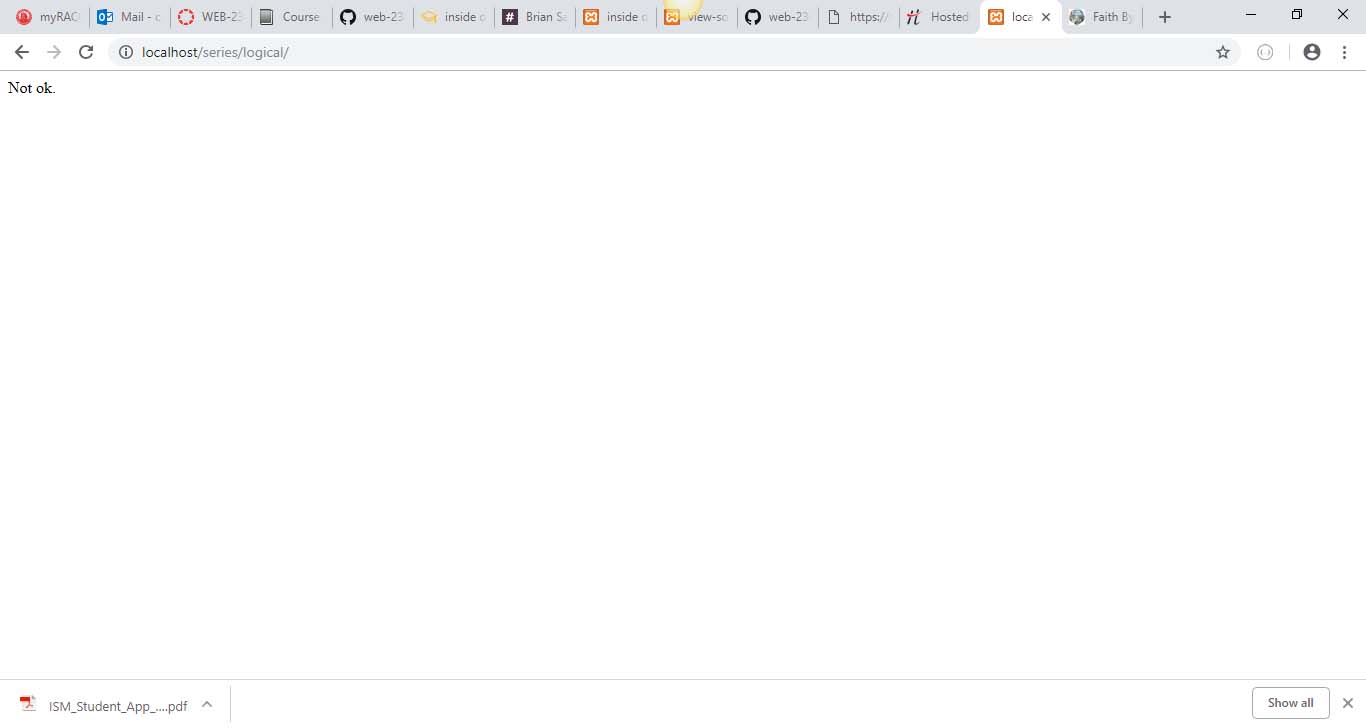 myRAC
Mail - c
WEB-23
Course
web-23
inside o
Brian Sa
inside o
view-so
web-23
https://
Hosted
loca
Faith By
localhost/series/logical/
Not ok.
ISM_Student_App_....pdf
Show all